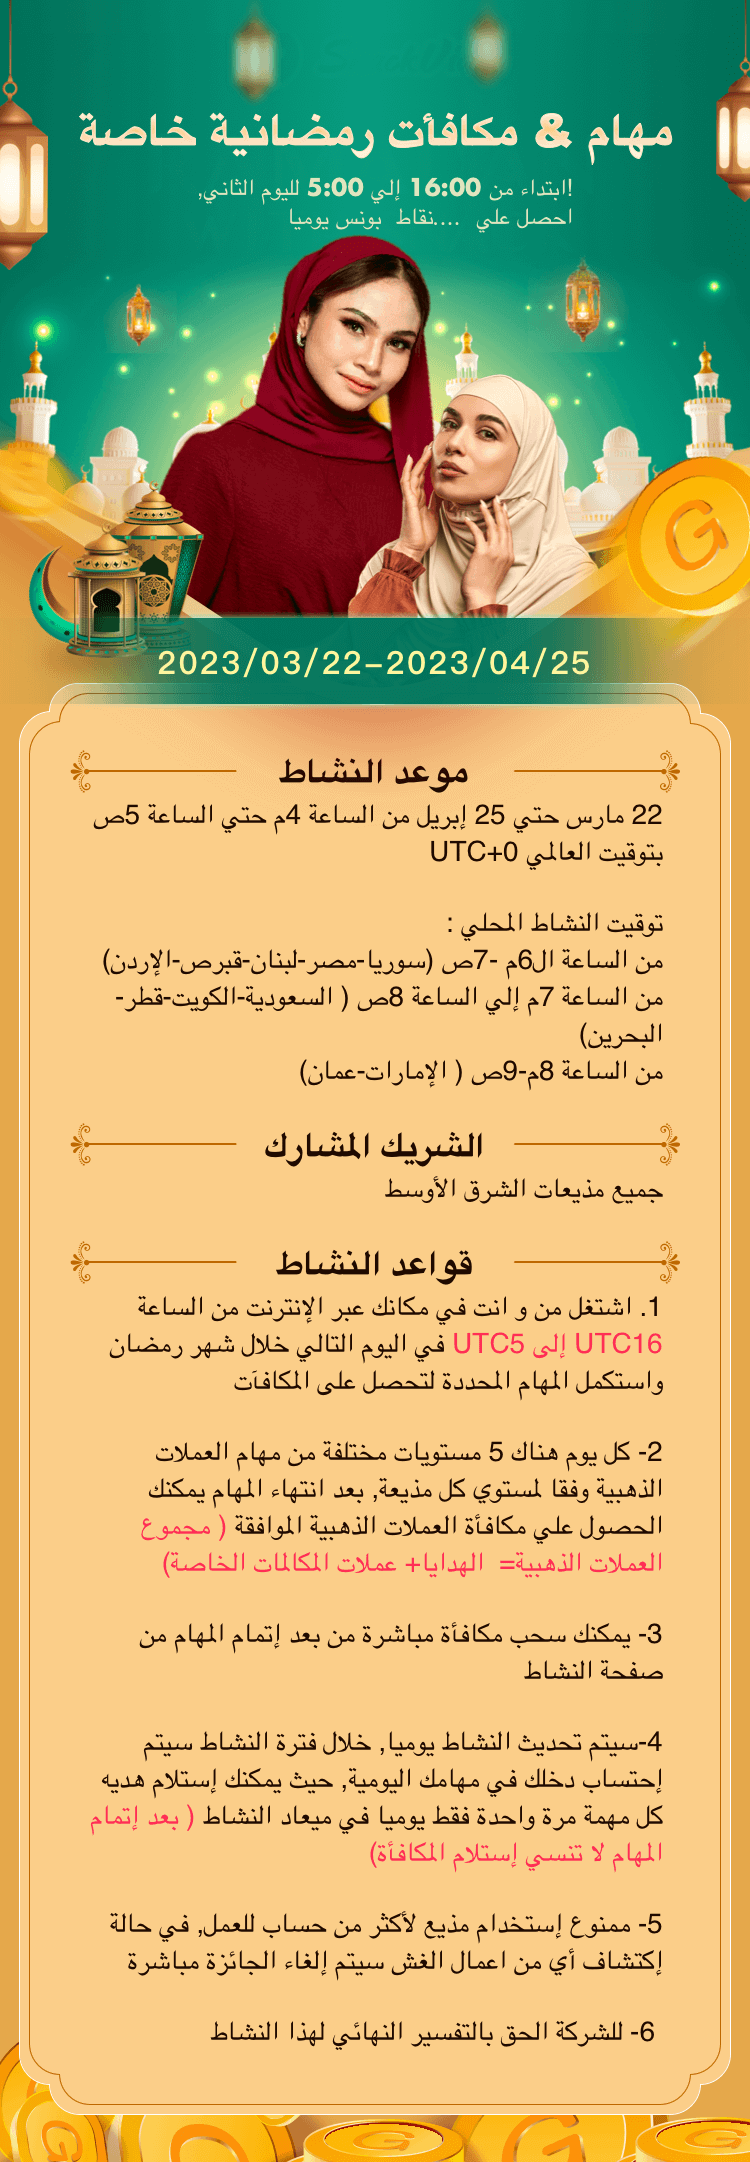 مهام & مكافأت رمضانية خاصة
!ابتداء من 16:00 إلي 5:00 لليوم الثاني,
احصل علي ....نقاط بونس يوميا
2023/03/22-2023/04/25
موعد النشاط
22 مارس حتي 25 إبريل من الساعة 4م حتي الساعة 5ص
بتوقيت العالمي UTC+0
توقيت النشاط المحلي :
من الساعة ال6م -7ص (سوريا-مصر-لبنان-قبرص-الإردن)
من الساعة 7م إلي الساعة 8ص ( السعودية-الكويت-قطر-
البحرين)
من الساعة 8م-9ص ( الإمارات-عمان)
الشريك المشارك
جميع مذيعات الشرق الأوسط
قواعد النشاط
1. اشتغل من و انت في مكانك عبر الإنترنت من الساعة
UTC16 إلى UTC5 في اليوم التالي خلال شهر رمضان
واستكمل المهام المحددة لتحصل على المكافآت
2- كل يوم هناك 5 مستويات مختلفة من مهام العملات
الذهبية وفقا لمستوي كل مذيعة, بعد انتهاء المهام يمكنك
الحصول علي مكافأة العملات الذهبية الموافقة ( مجموع
العملات الذهبية= الهدايا+ عملات المكالمات الخاصة)
3- يمكنك سحب مكافأة مباشرة من بعد إتمام المهام من
صفحة النشاط
4-سيتم تحديث النشاط يوميا, خلال فترة النشاط سيتم
إحتساب دخلك في مهامك اليومية, حيث يمكنك إستلام هديه
كل مهمة مرة واحدة فقط يوميا في ميعاد النشاط ( بعد إتمام
المهام لا تنسي إستلام المكافأة)
5- ممنوع إستخدام مذيع لأكثر من حساب للعمل, في حالة
إكتشاف أي من اعمال الغش سيتم إلغاء الجائزة مباشرة
6- للشركة الحق بالتفسير النهائي لهذا النشاط